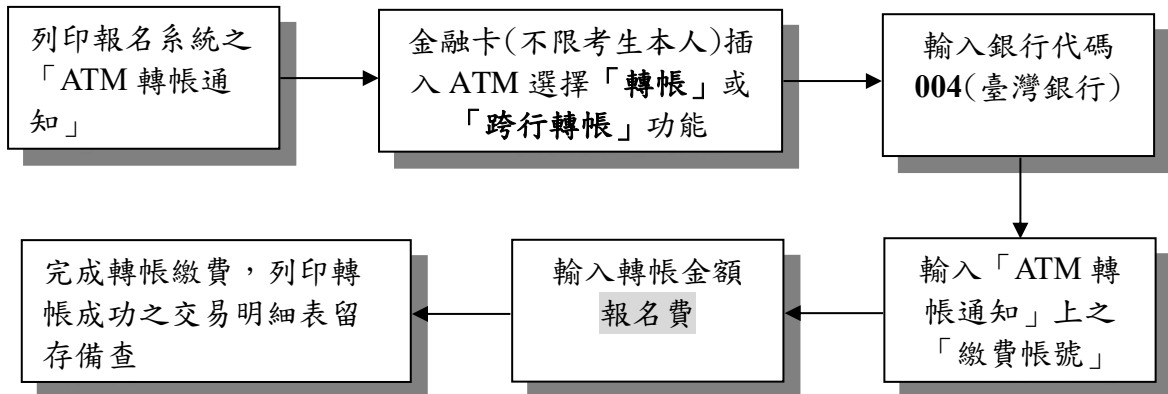 列印報名系統之
「ATM 轉帳通
知」
金融卡(不限考生本人)插
入 ATM 選擇「轉帳」或
「跨行轉帳」功能
輸入銀行代碼
004(臺灣銀行)
輸入「ATM 轉
帳通知」上之
「繳費帳號」
輸入轉帳金額
報名費
完成轉帳繳費，列印轉
帳成功之交易明細表留
存備查